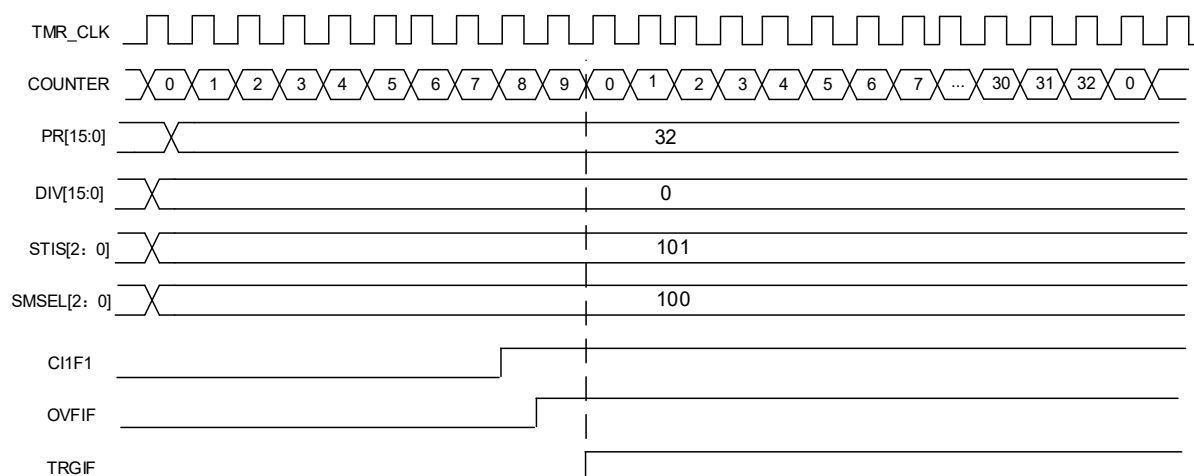 TMR_CLK
COUNTER 0 1 2 3 4 5 6 7 8 9 0 1 2 3 4 5 6 7 ... 30 31 32 0
PR[15:0] 32
DIV[15:0] 0
STIS[2：0] 101
SMSEL[2：0] 100
CI1F1
OVFIF
TRGIF